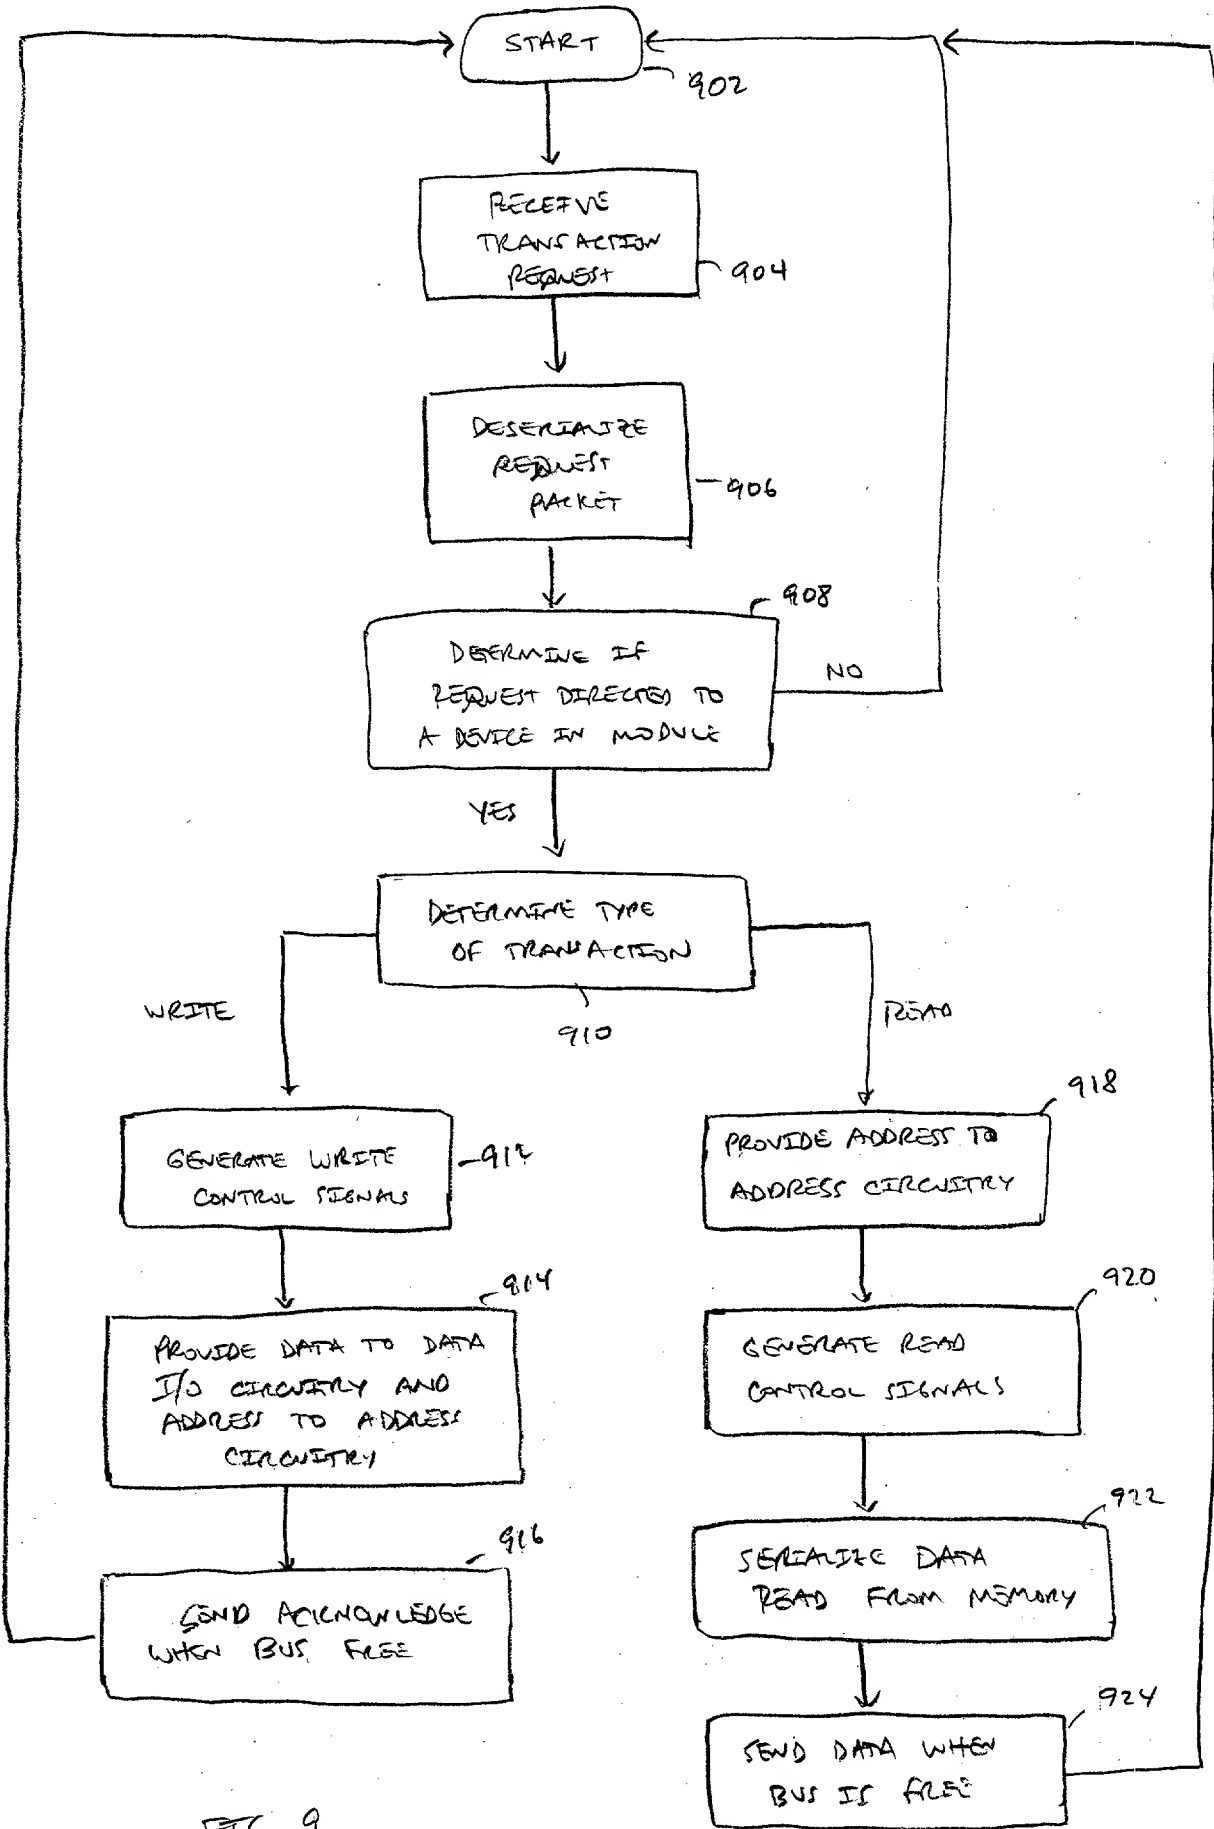 START
902
RECEIVE
TRANSACTION
REQUEST
904
DESERIALIZE
REQUEST
PACKET
906
908
DETERMINE IF
REQUEST DIRECTED TO
A DEVICE IN MODULE
NO
YES
DETERMINE TYPE
OF TRANSACTION
910
WRITE
READ
GENERATE WRITE
CONTROL SIGNALS
912
914
PROVIDE DATA TO DATA
I/O CIRCUITRY AND
ADDRESS TO ADDRESS
CIRCUITRY
916
SEND ACKNOWLEDGE
WHEN BUS FREE
918
PROVIDE ADDRESS TO
ADDRESS CIRCUITRY
920
GENERATE READ
CONTROL SIGNALS
922
SERIALIZE DATA
READ FROM MEMORY
924
SEND DATA WHEN
BUS IS FREE
FIG 9